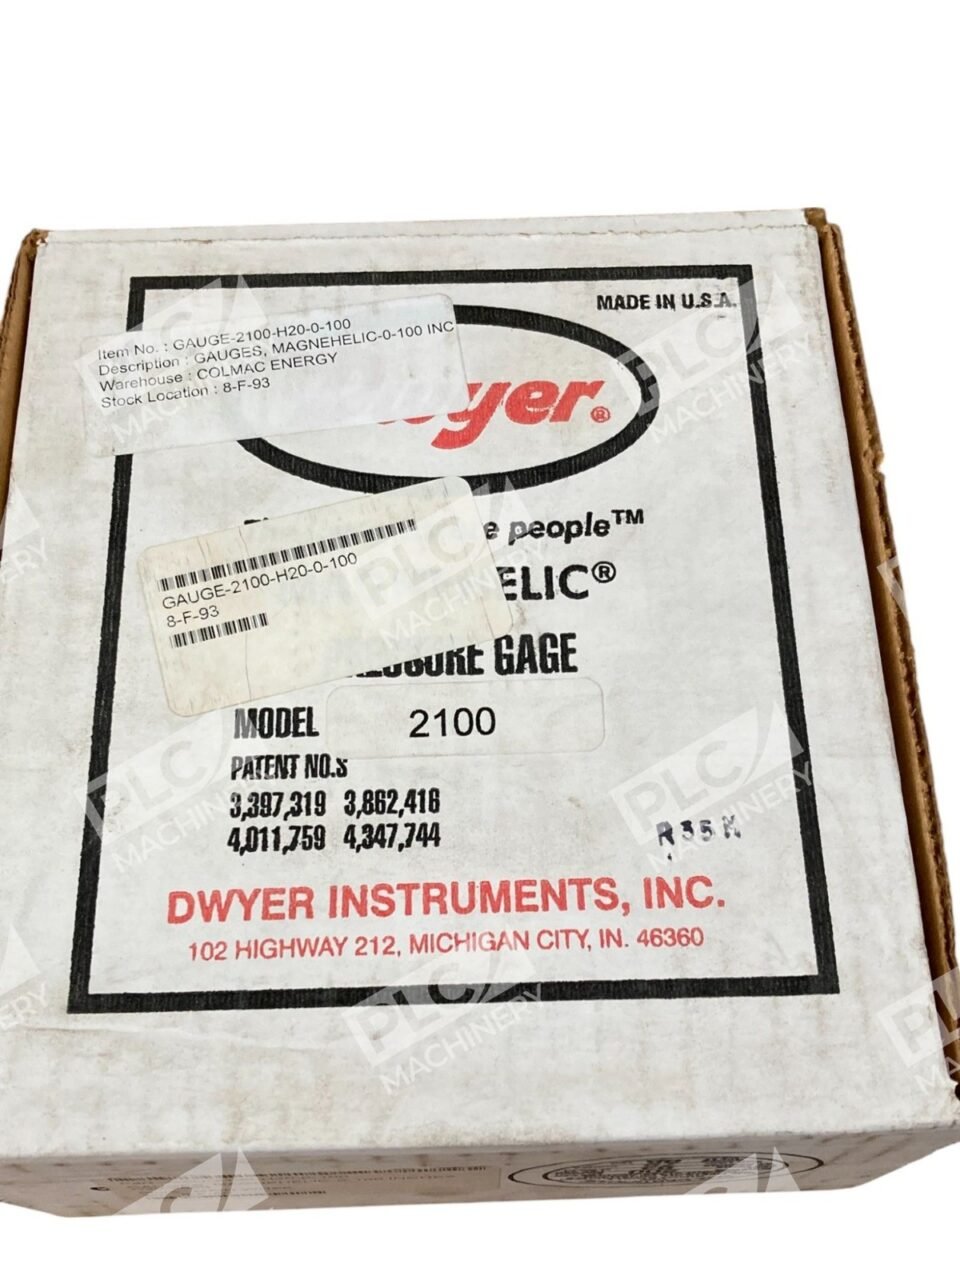 MADE IN U.S.A.
Item No. : GAUGE-2100-H20-0-100
Description : GAUGES, MAGNEHELIC-0-100 INC
Warehouse : COLMAC ENERGY
Stock Location : 8-F-93
yer®
e people™
GAUGE-2100-H20-0-100
8-F-93
ELIC®
GAGE
MODEL 2100
PATENT NO.S
3,397,319 3,862,416
4,011,759 4,347,744
R35K
DWYER INSTRUMENTS, INC.
102 HIGHWAY 212, MICHIGAN CITY, IN. 46360
PLC MACHINERY